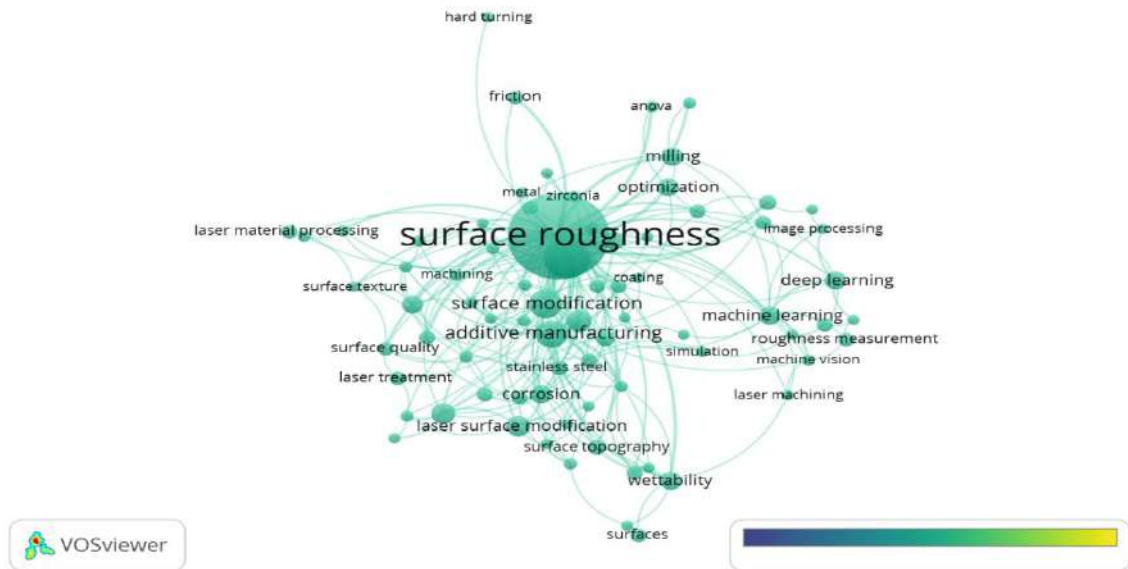 hard turning
friction
anova
milling
metal
zirconia
optimization
laser material processing
surface roughness
image processing
machining
coating
deep learning
surface texture
surface modification
machine learning
additive manufacturing
roughness measurement
surface quality
simulation
machine vision
stainless steel
laser treatment
corrosion
laser machining
laser surface modification
surface topography
wettability
surfaces
VOSviewer